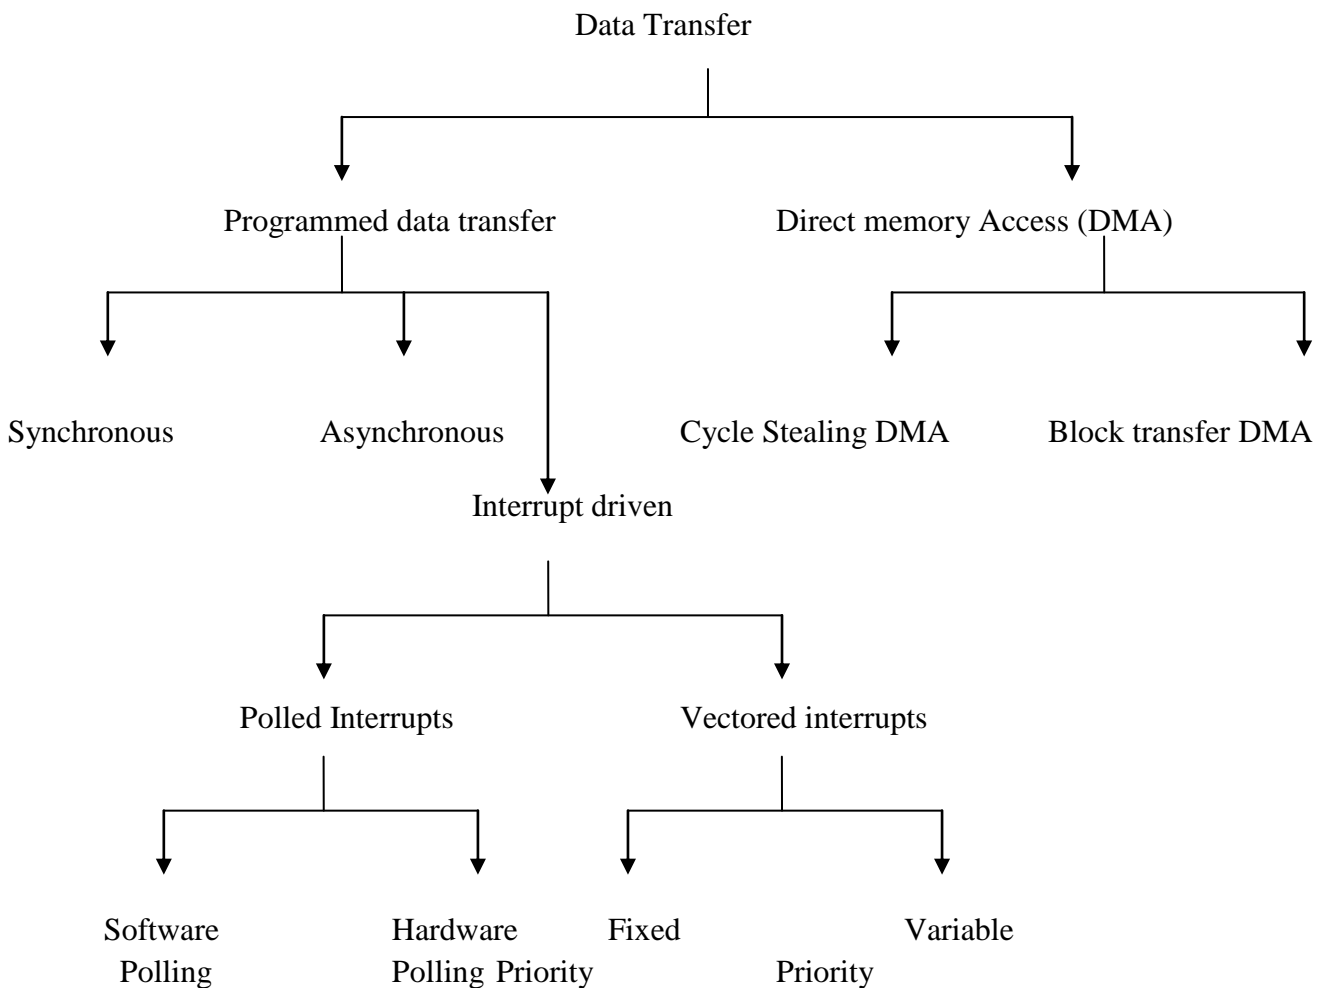 Data Transfer
Programmed data transfer Direct memory Access (DMA)
Synchronous Asynchronous Cycle Stealing DMA Block transfer DMA
Interrupt driven
Polled Interrupts Vectored interrupts
Software Hardware Fixed Variable
Polling Polling Priority Priority